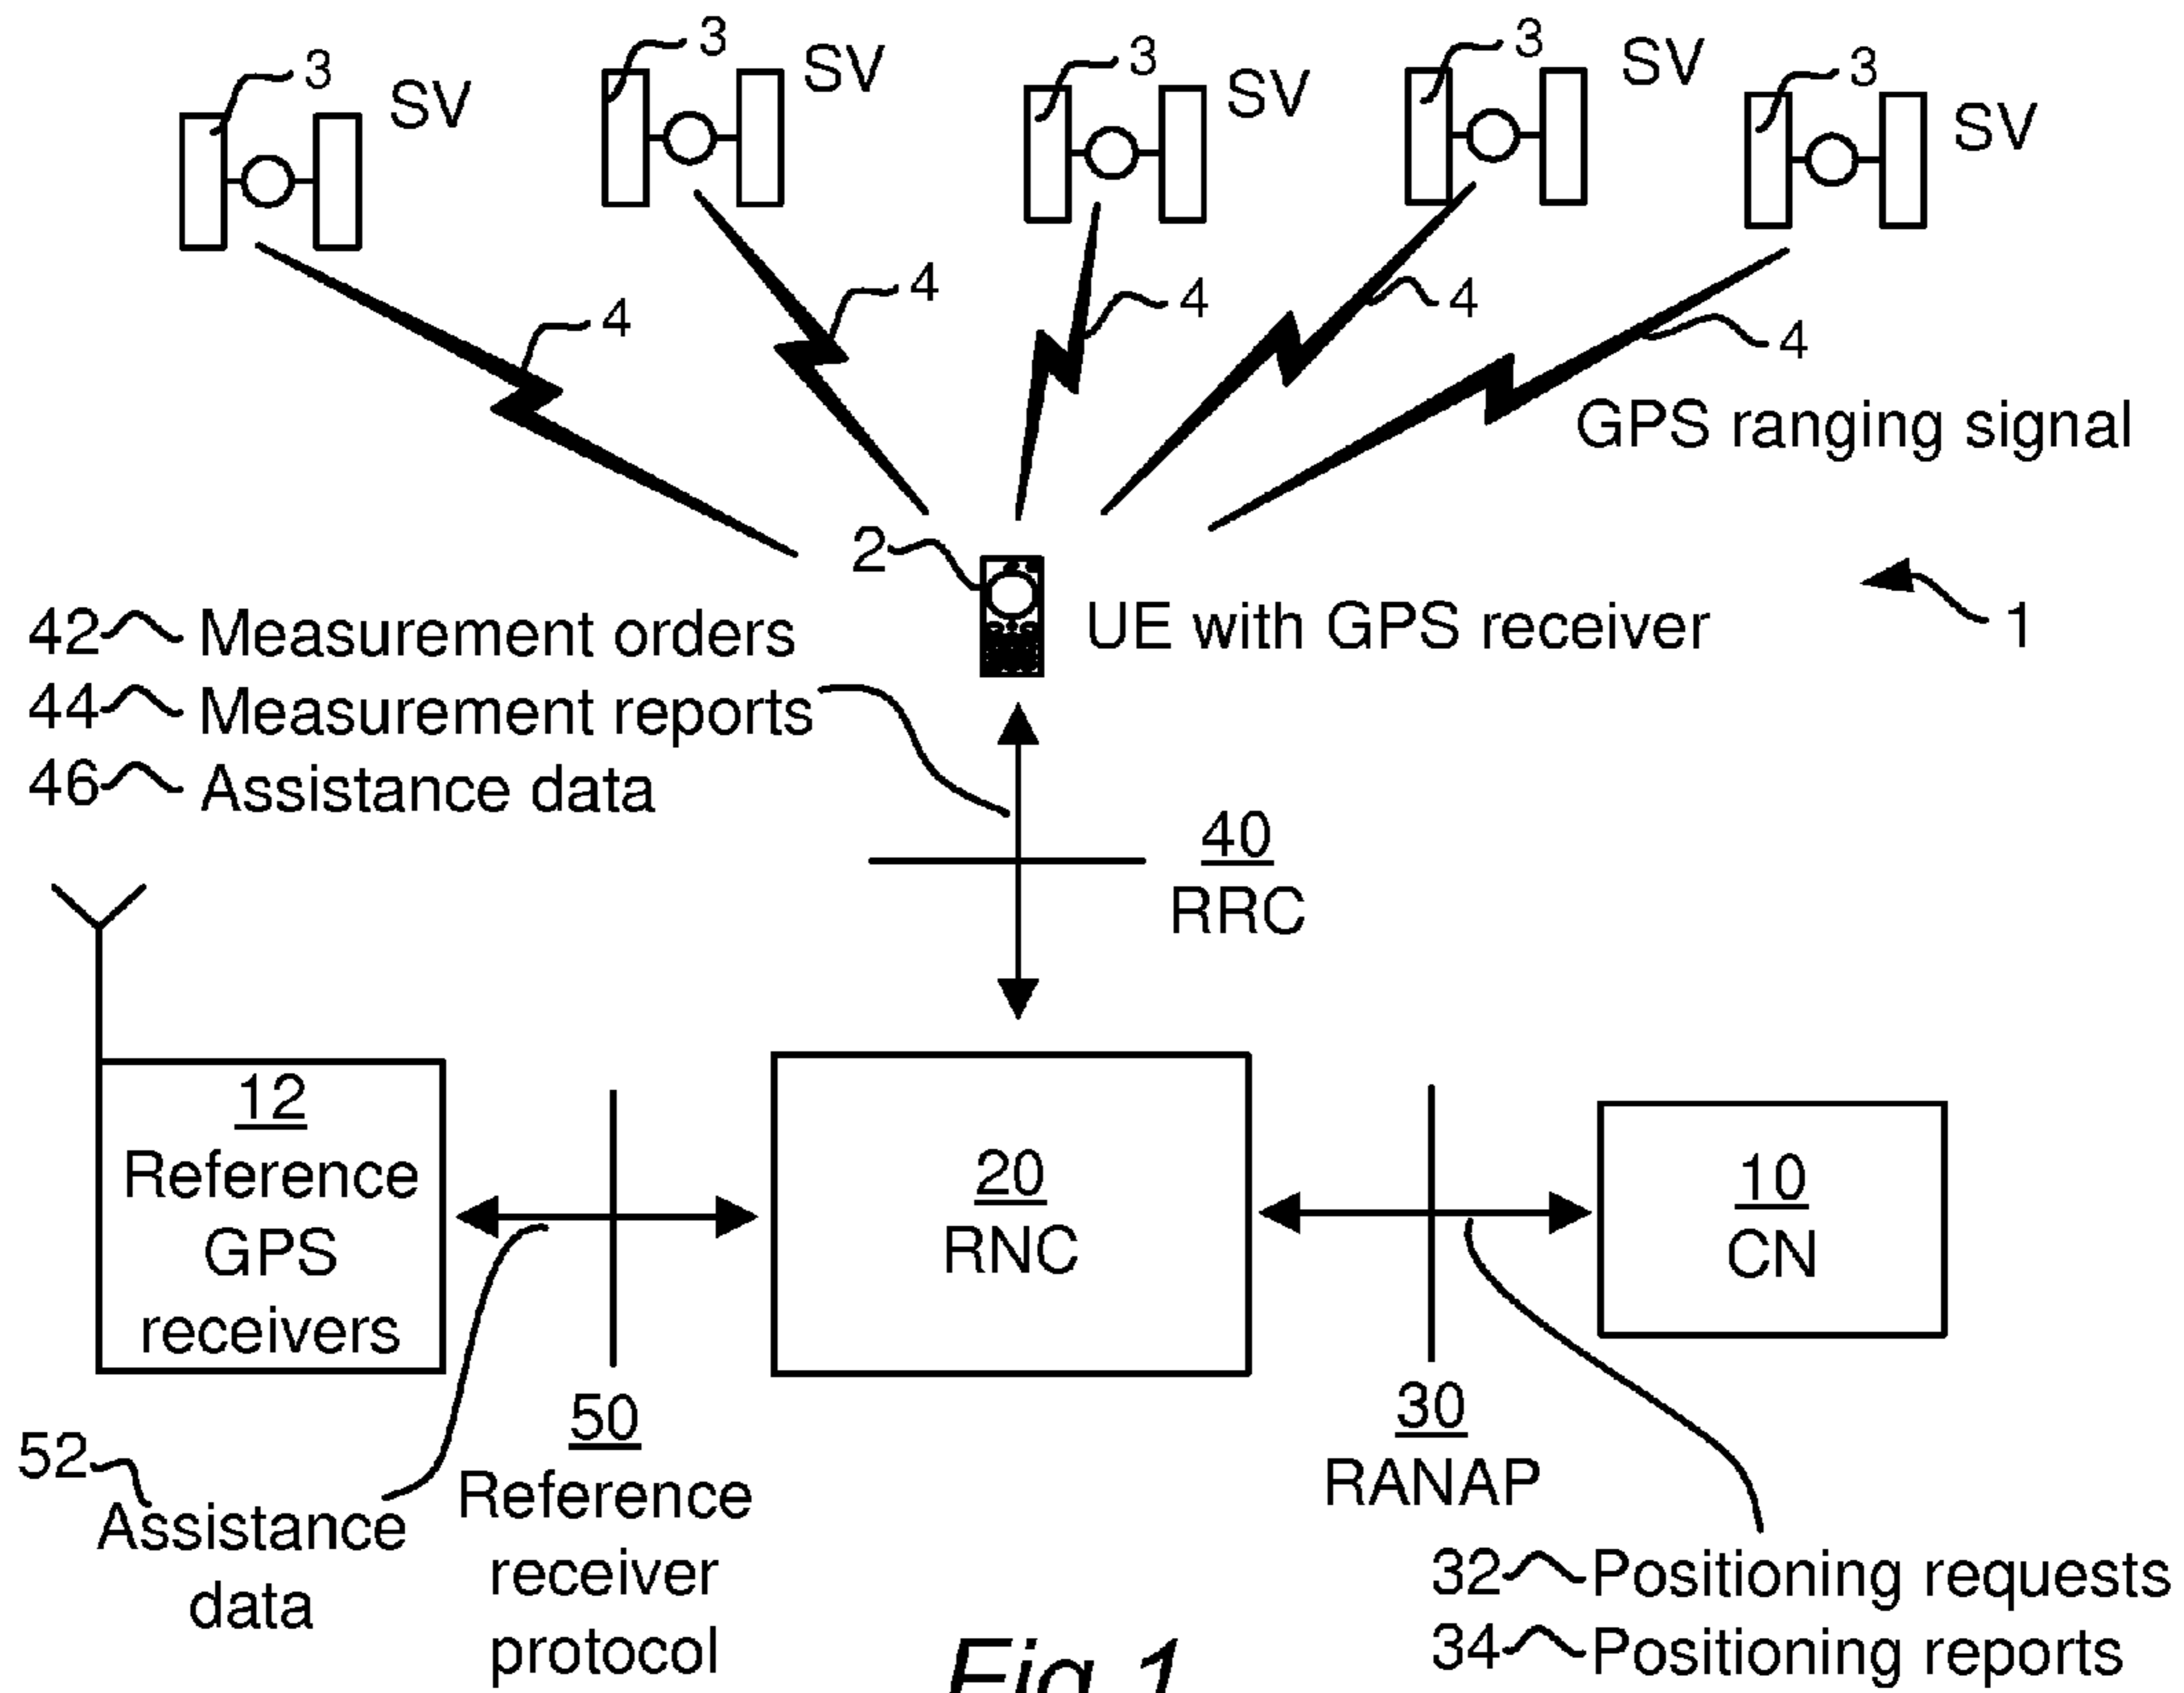 3 SV
3 SV
3 SV
3 SV
3 SV
4
4
4
4
4
GPS ranging signal
2
UE with GPS receiver
1
42 Measurement orders
44 Measurement reports
46 Assistance data
40
RRC
12
Reference
GPS
receivers
20
RNC
10
CN
52
Assistance
data
50
Reference
receiver
protocol
30
RANAP
32 Positioning requests
34 Positioning reports
Fig 1